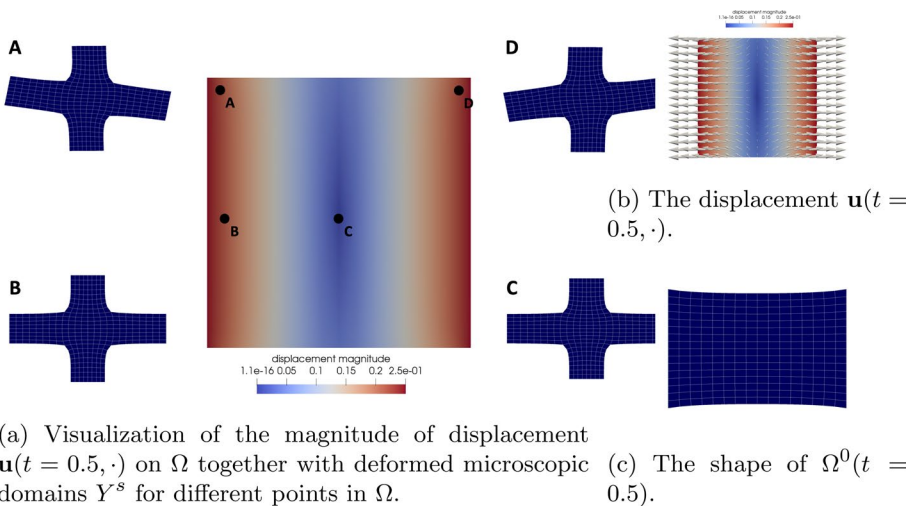 A
A
D
B
C
B
displacement magnitude
1.1e-16 0.05 0.1 0.15 0.2 2.5e-01
(a) Visualization of the magnitude of displacement
u(t = 0.5, ·) on Ω together with deformed microscopic
domains Y^s for different points in Ω.
D
displacement magnitude
1.1e-16 0.05 0.1 0.15 0.2 2.5e-01
(b) The displacement u(t =
0.5, ·).
C
(c) The shape of Ω^0(t =
0.5).